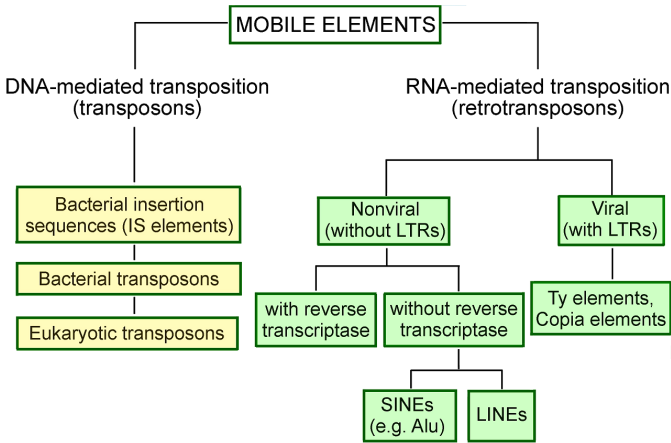 MOBILE ELEMENTS
DNA-mediated transposition
(transposons)
RNA-mediated transposition
(retrotransposons)
Bacterial insertion
sequences (IS elements)
Bacterial transposons
Eukaryotic transposons
Nonviral
(without LTRs)
Viral
(with LTRs)
with reverse
transcriptase
without reverse
transcriptase
Ty elements,
Copia elements
SINEs
(e.g. Alu)
LINEs